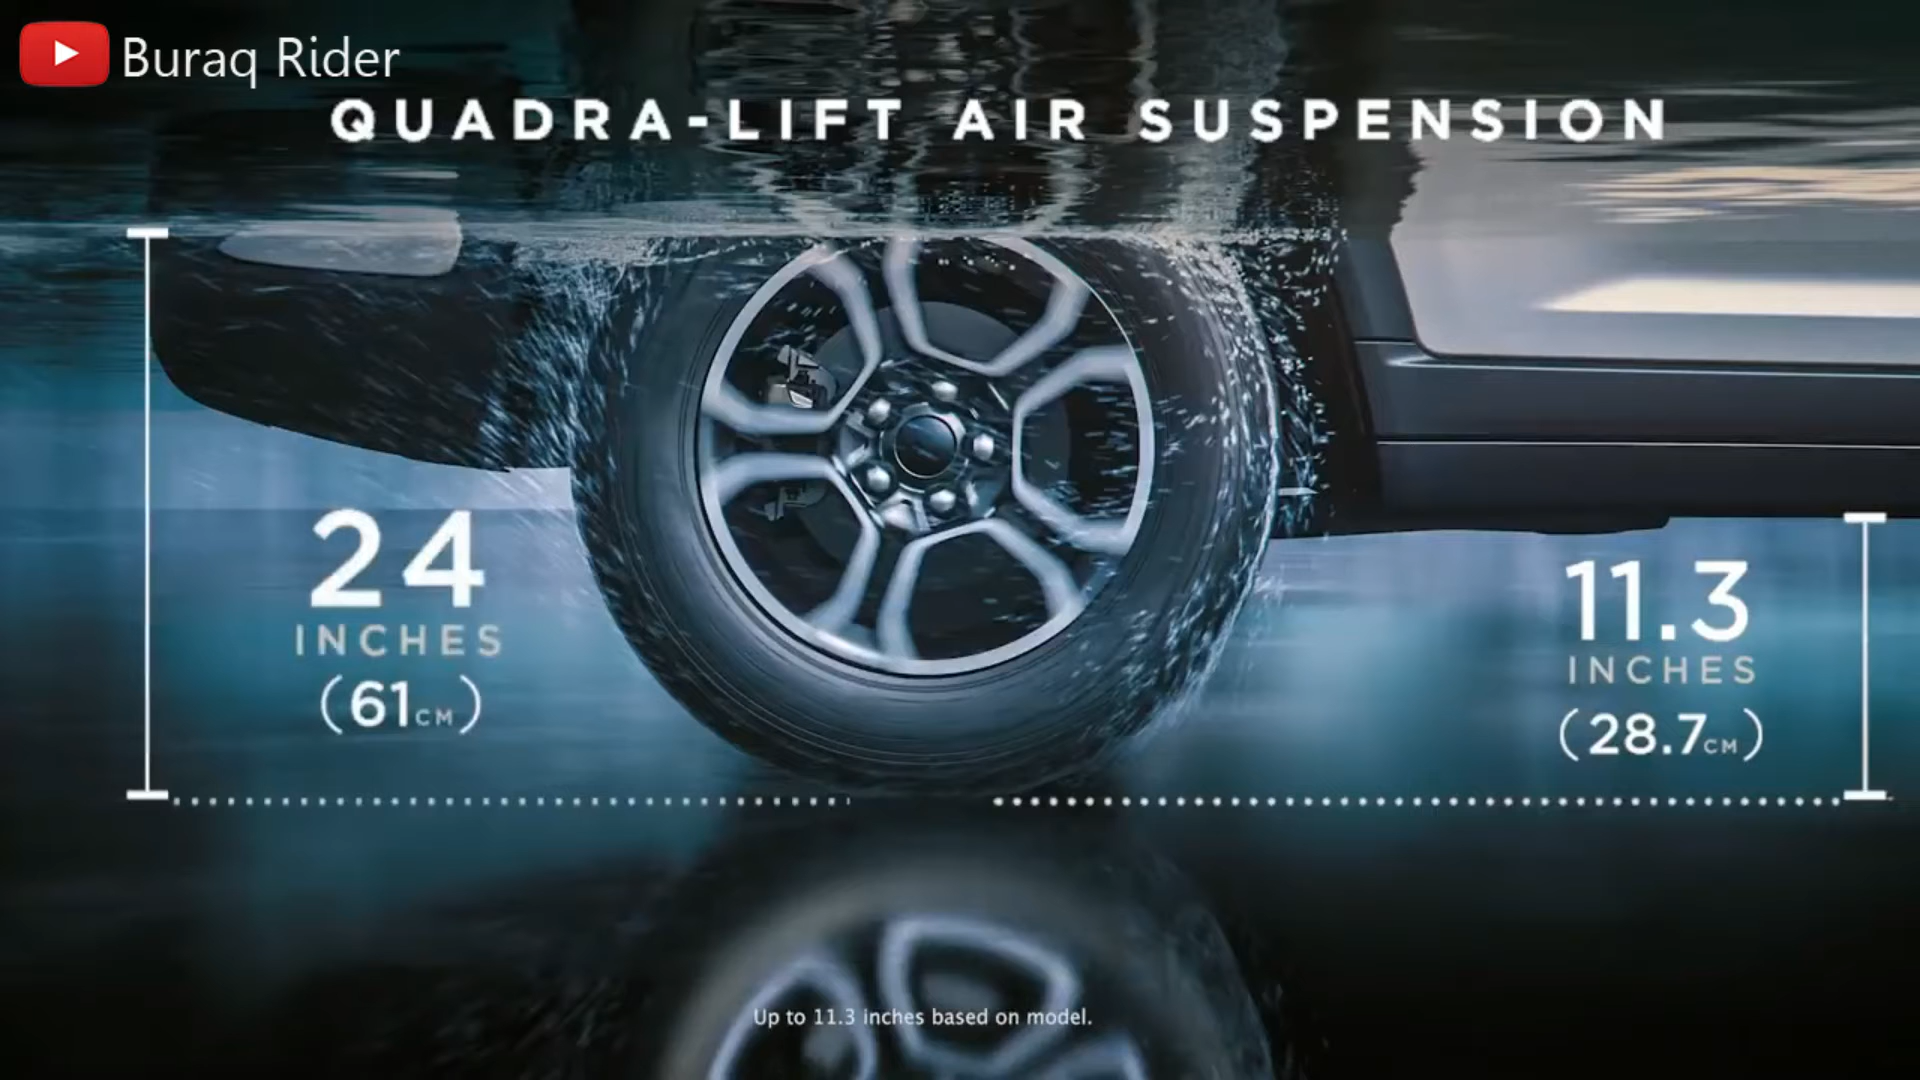 Buraq Rider
QUADRA-LIFT AIR SUSPENSION
24
INCHES
(61CM)
11.3
INCHES
(28.7CM)
Up to 11.3 inches based on model.